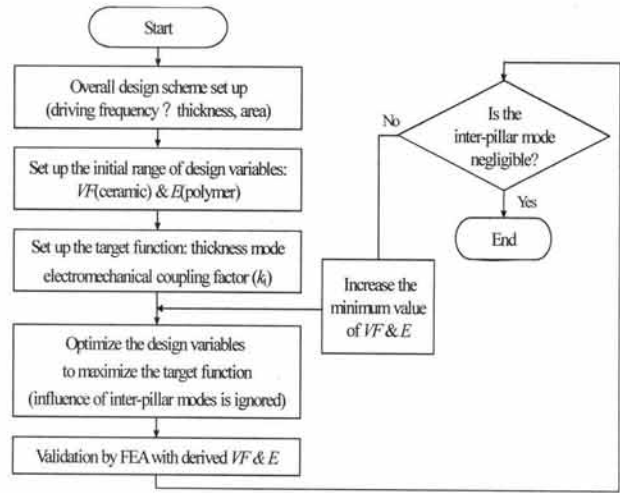 Start
Overall design scheme set up
(driving frequency ? thickness, area)
Set up the initial range of design variables:
VF(ceramic) & E(polymer)
Set up the target function: thickness mode
electromechanical coupling factor (kt)
Optimize the design variables
to maximize the target function
(influence of inter-pillar modes is ignored)
Validation by FEA with derived VF & E
Is the
inter-pillar mode
negligible?
No
Yes
End
Increase the
minimum value
of VF & E